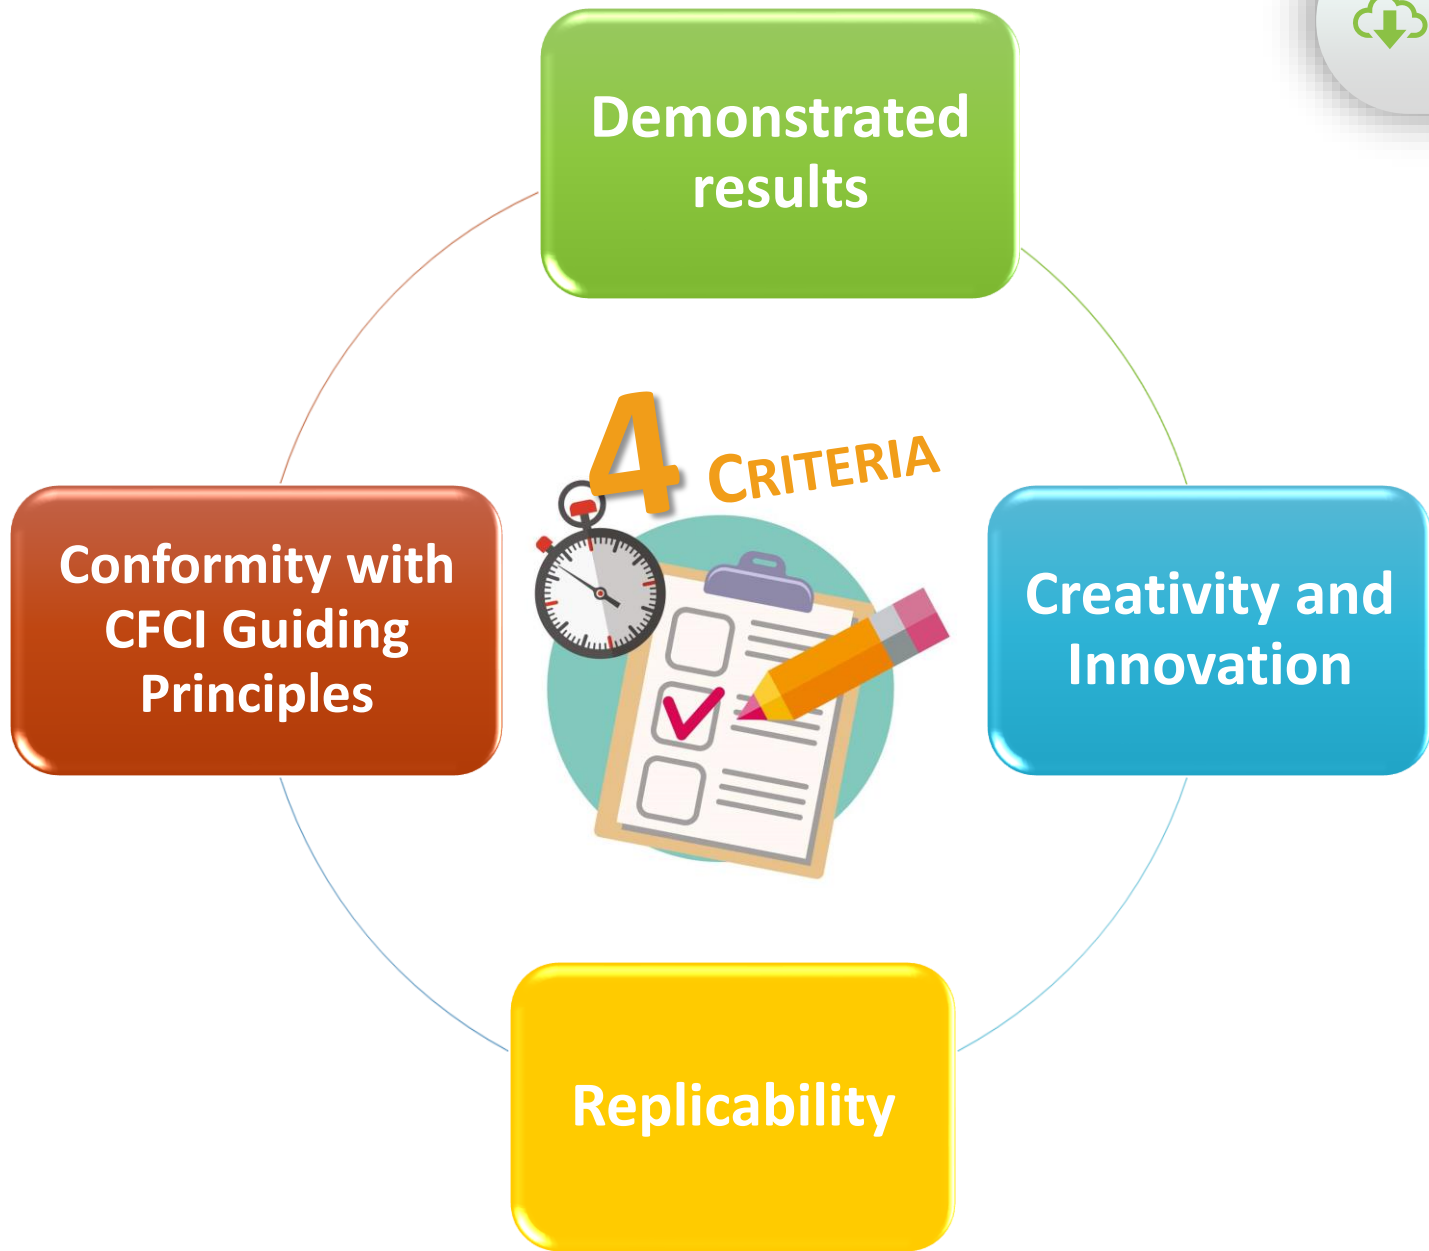 Demonstrated
results
4 CRITERIA
Conformity with
CFCI Guiding
Principles
Creativity and
Innovation
Replicability